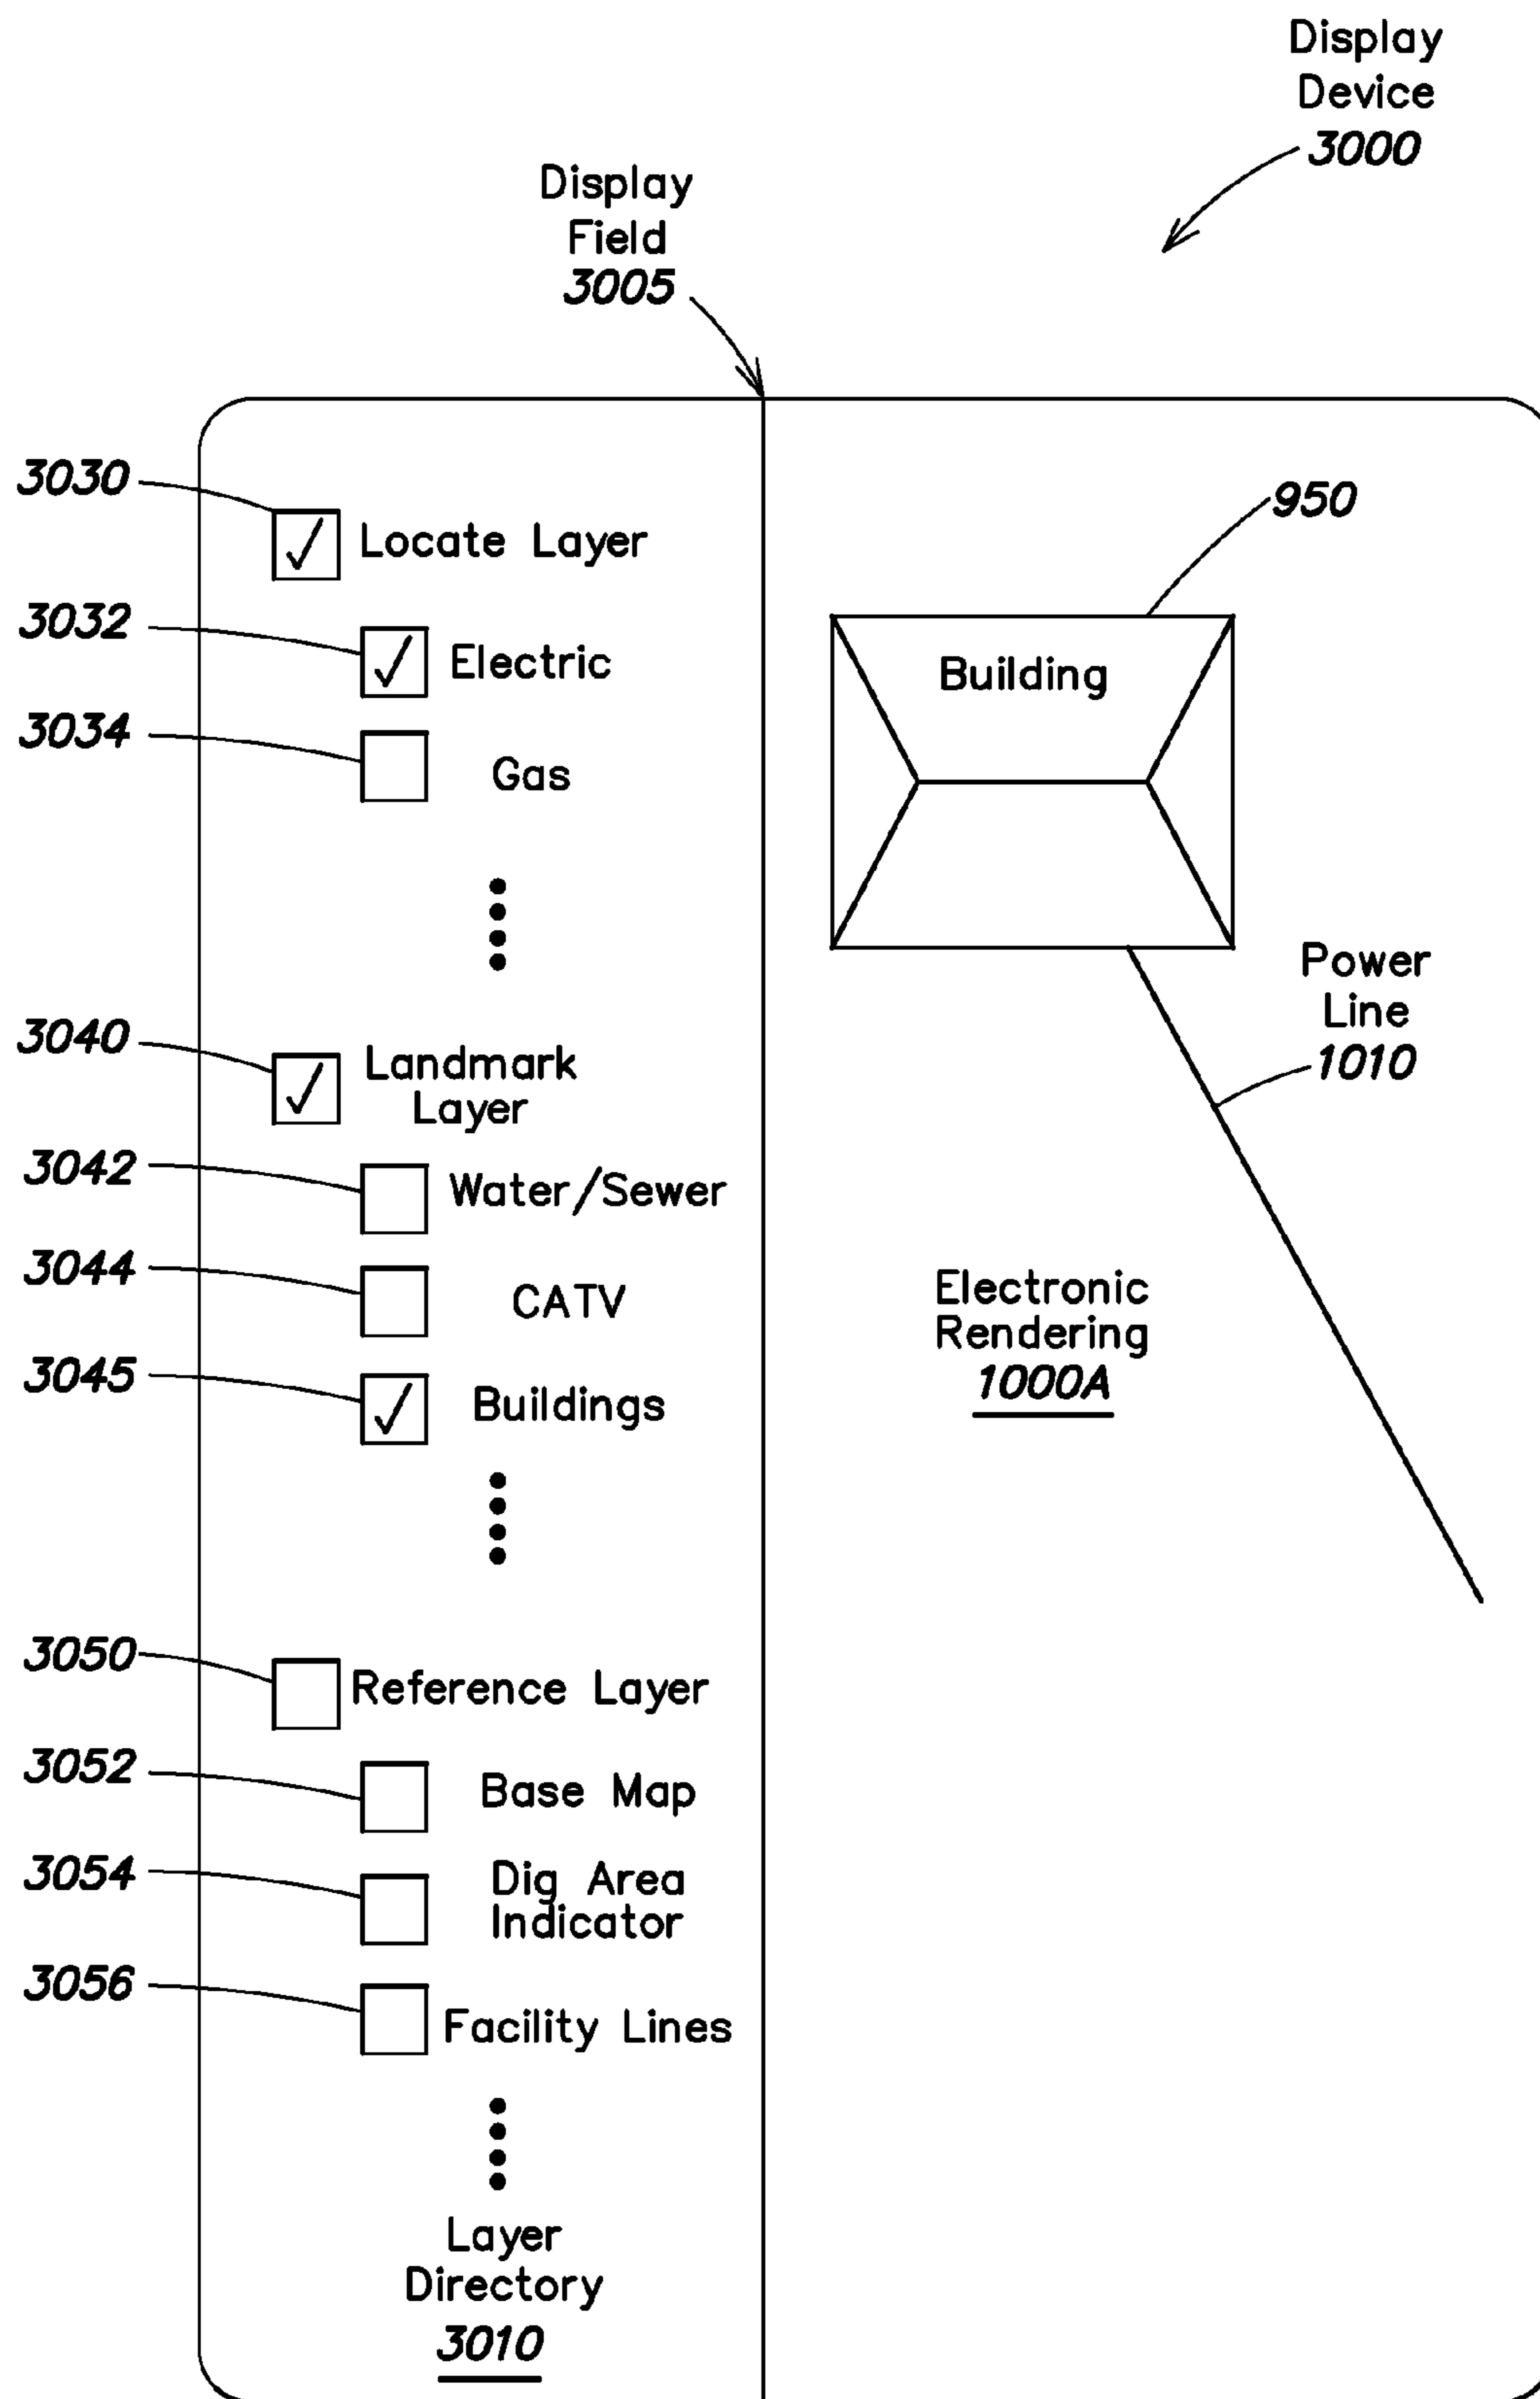 Display
Device
3000
Display
Field
3005
3030
Locate Layer
3032
Electric
3034
Gas
3040
Landmark
Layer
3042
Water/Sewer
3044
CATV
3045
Buildings
3050
Reference Layer
3052
Base Map
3054
Dig Area
Indicator
3056
Facility Lines
Layer
Directory
3010
950
Building
Power
Line
1010
Electronic
Rendering
1000A